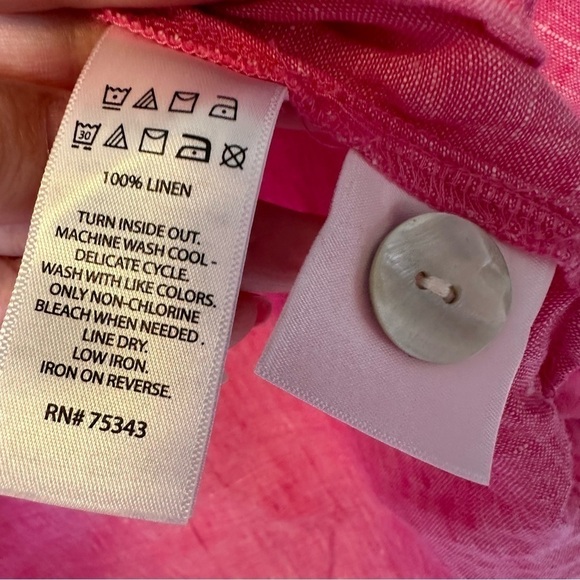 30
100% LINEN
TURN INSIDE OUT.
MACHINE WASH COOL -
DELICATE CYCLE.
WASH WITH LIKE COLORS.
ONLY NON-CHLORINE
BLEACH WHEN NEEDED .
LINE DRY.
LOW IRON.
IRON ON REVERSE.
RN# 75343